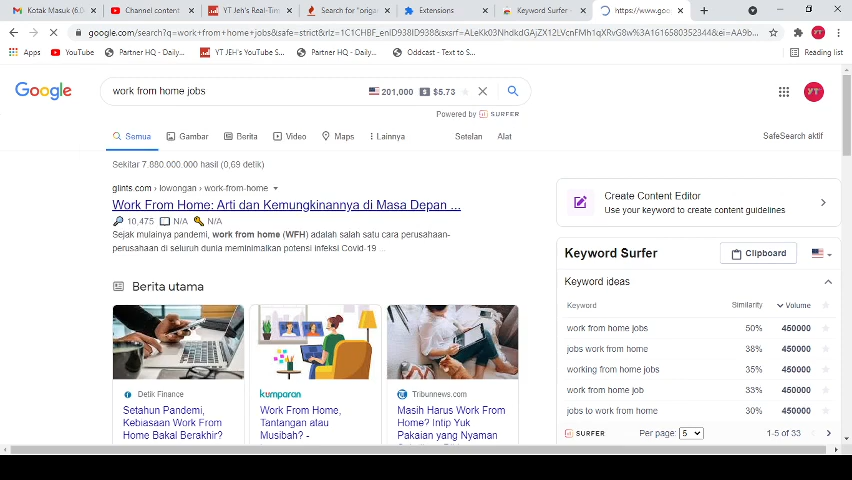 Kotak Masuk (6.0
Channel content
YT Jeh's Real-Tim
Search for "origar
Extensions
Keyword Surfer -
https://www.goog
google.com/search?q=work+from+home+jobs&safe=strict&rlz=1C1CHBF_enID938ID938&sxsrf=ALeKk03NhdkdGAjZX12LVcnFMh1qXRvG8w%3A1616580352344&ei=AA9b...
Apps
YouTube
Partner HQ - Daily...
YT JEH's YouTube S...
Partner HQ - Daily...
Oddcast - Text to S...
Reading list
Google
work from home jobs
201,000
$5.73
YT
Powered by SURFER
Semua
Gambar
Berita
Video
Maps
Lainnya
Setelan
Alat
SafeSearch aktif
Sekitar 7.880.000.000 hasil (0,69 detik)
glints.com › lowongan › work-from-home
Work From Home: Arti dan Kemungkinannya di Masa Depan ...
10,475 N/A N/A
Sejak mulainya pandemi, work from home (WFH) adalah salah satu cara perusahaan-
perusahaan di seluruh dunia meminimalkan potensi infeksi Covid-19 ...
Berita utama
Detik Finance
Setahun Pandemi,
Kebiasaan Work From
Home Bakal Berakhir?
kumparan
Work From Home,
Tantangan atau
Musibah? -
Tribunnews.com
Masih Harus Work From
Home? Intip Yuk
Pakaian yang Nyaman
Create Content Editor
Use your keyword to create content guidelines
Keyword Surfer
Clipboard
Keyword ideas
Keyword Similarity Volume
work from home jobs 50% 450000
jobs work from home 38% 450000
working from home jobs 35% 450000
work from home job 33% 450000
jobs to work from home 30% 450000
SURFER
Per page: 5
1-5 of 33